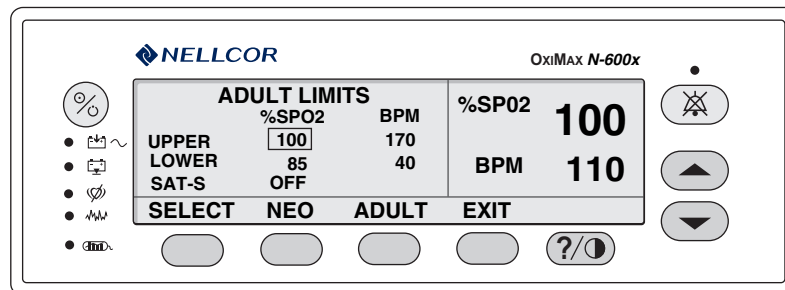 NELLCOR
OXIMAX N-600x
ADULT LIMITS
%SPO2 BPM
UPPER 100 170
LOWER 85 40
SAT-S OFF
%SP02 100
BPM 110
SELECT NEO ADULT EXIT
?/